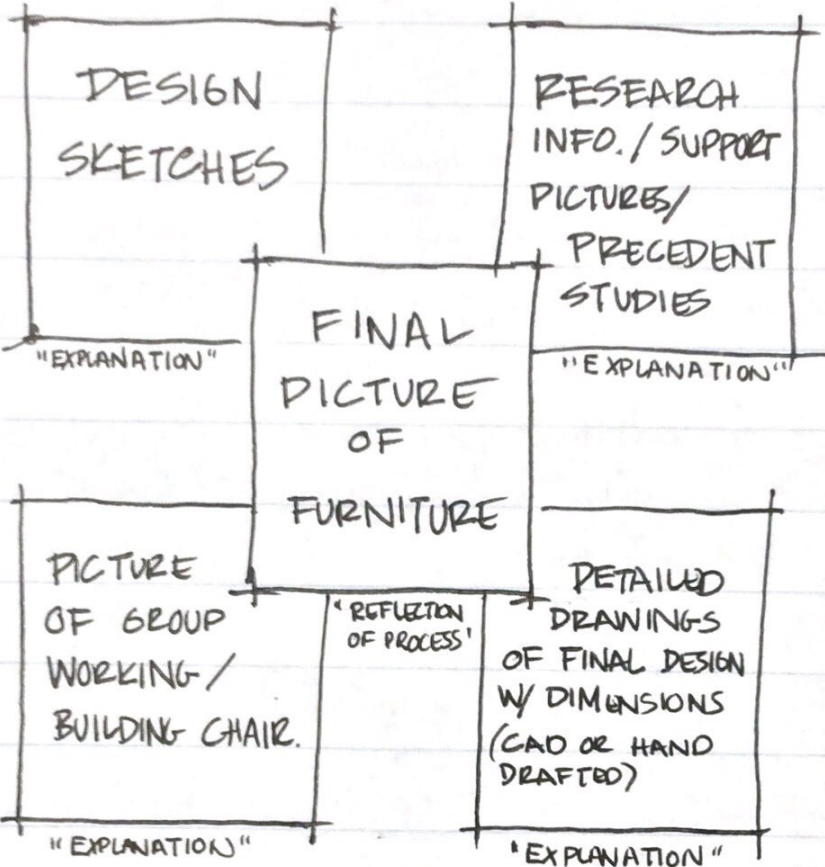 DESIGN
SKETCHES
"EXPLANATION"
RESEARCH
INFO./SUPPORT
PICTURES/
PRECEDENT
STUDIES
"EXPLANATION"
FINAL
PICTURE
OF
FURNITURE
"REFLECTION
OF PROCESS"
PICTURE
OF GROUP
WORKING/
BUILDING CHAIR.
"EXPLANATION"
DETAILED
DRAWINGS
OF FINAL DESIGN
W/ DIMENSIONS
(CAD OR HAND
DRAFTED)
"EXPLANATION"